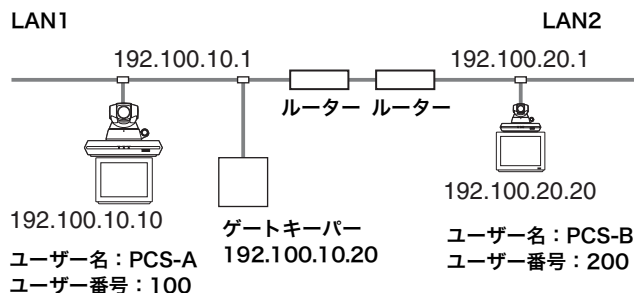 LAN1
LAN2
192.100.10.1
192.100.20.1
ルーター
ルーター
192.100.10.10
ゲートキーパー
192.100.10.20
192.100.20.20
ユーザー名：PCS-A
ユーザー番号：100
ユーザー名：PCS-B
ユーザー番号：200